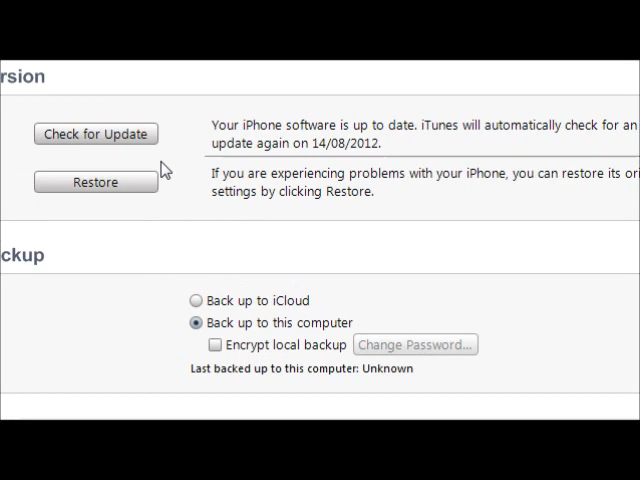 rsion
Check for Update
Your iPhone software is up to date. iTunes will automatically check for an
update again on 14/08/2012.
Restore
If you are experiencing problems with your iPhone, you can restore its ori
settings by clicking Restore.
ckup
Back up to iCloud
Back up to this computer
Encrypt local backup Change Password...
Last backed up to this computer: Unknown